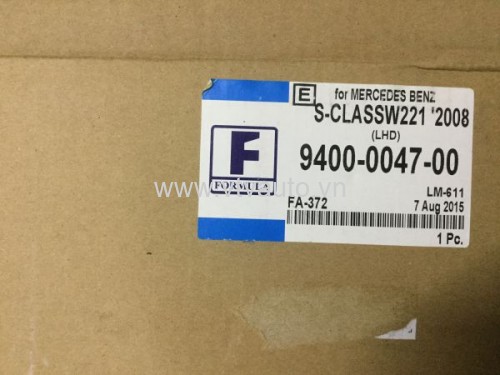 E for MERCEDES BENZ
S-CLASSW221 '2008
(LHD)
9400-0047-00
F
FORMULA
LM-611
FA-372 7 Aug 2015
1 Pc.